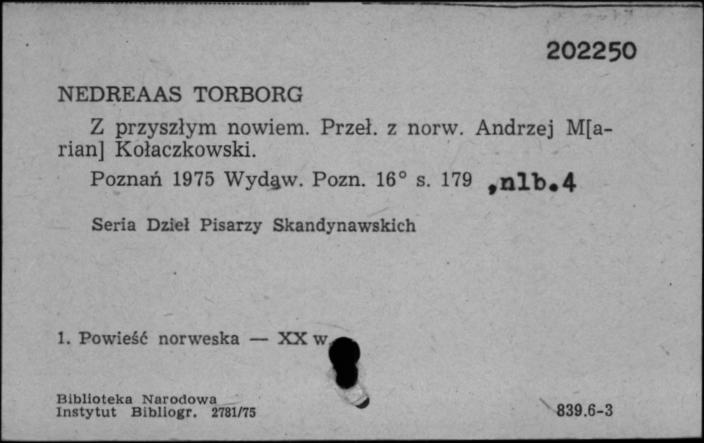 202250
NEDREAAS TORBORG
Z przyszłym nowiem. Przeł. z norw. Andrzej M[a-
rian] Kołaczkowski.
Poznań 1975 Wydaw. Pozn. 16° s. 179 ,nlb.4
Seria Dzieł Pisarzy Skandynawskich
1. Powieść norweska — XX w.
Biblioteka Narodowa
Instytut Bibliogr. 2781/75
839.6-3